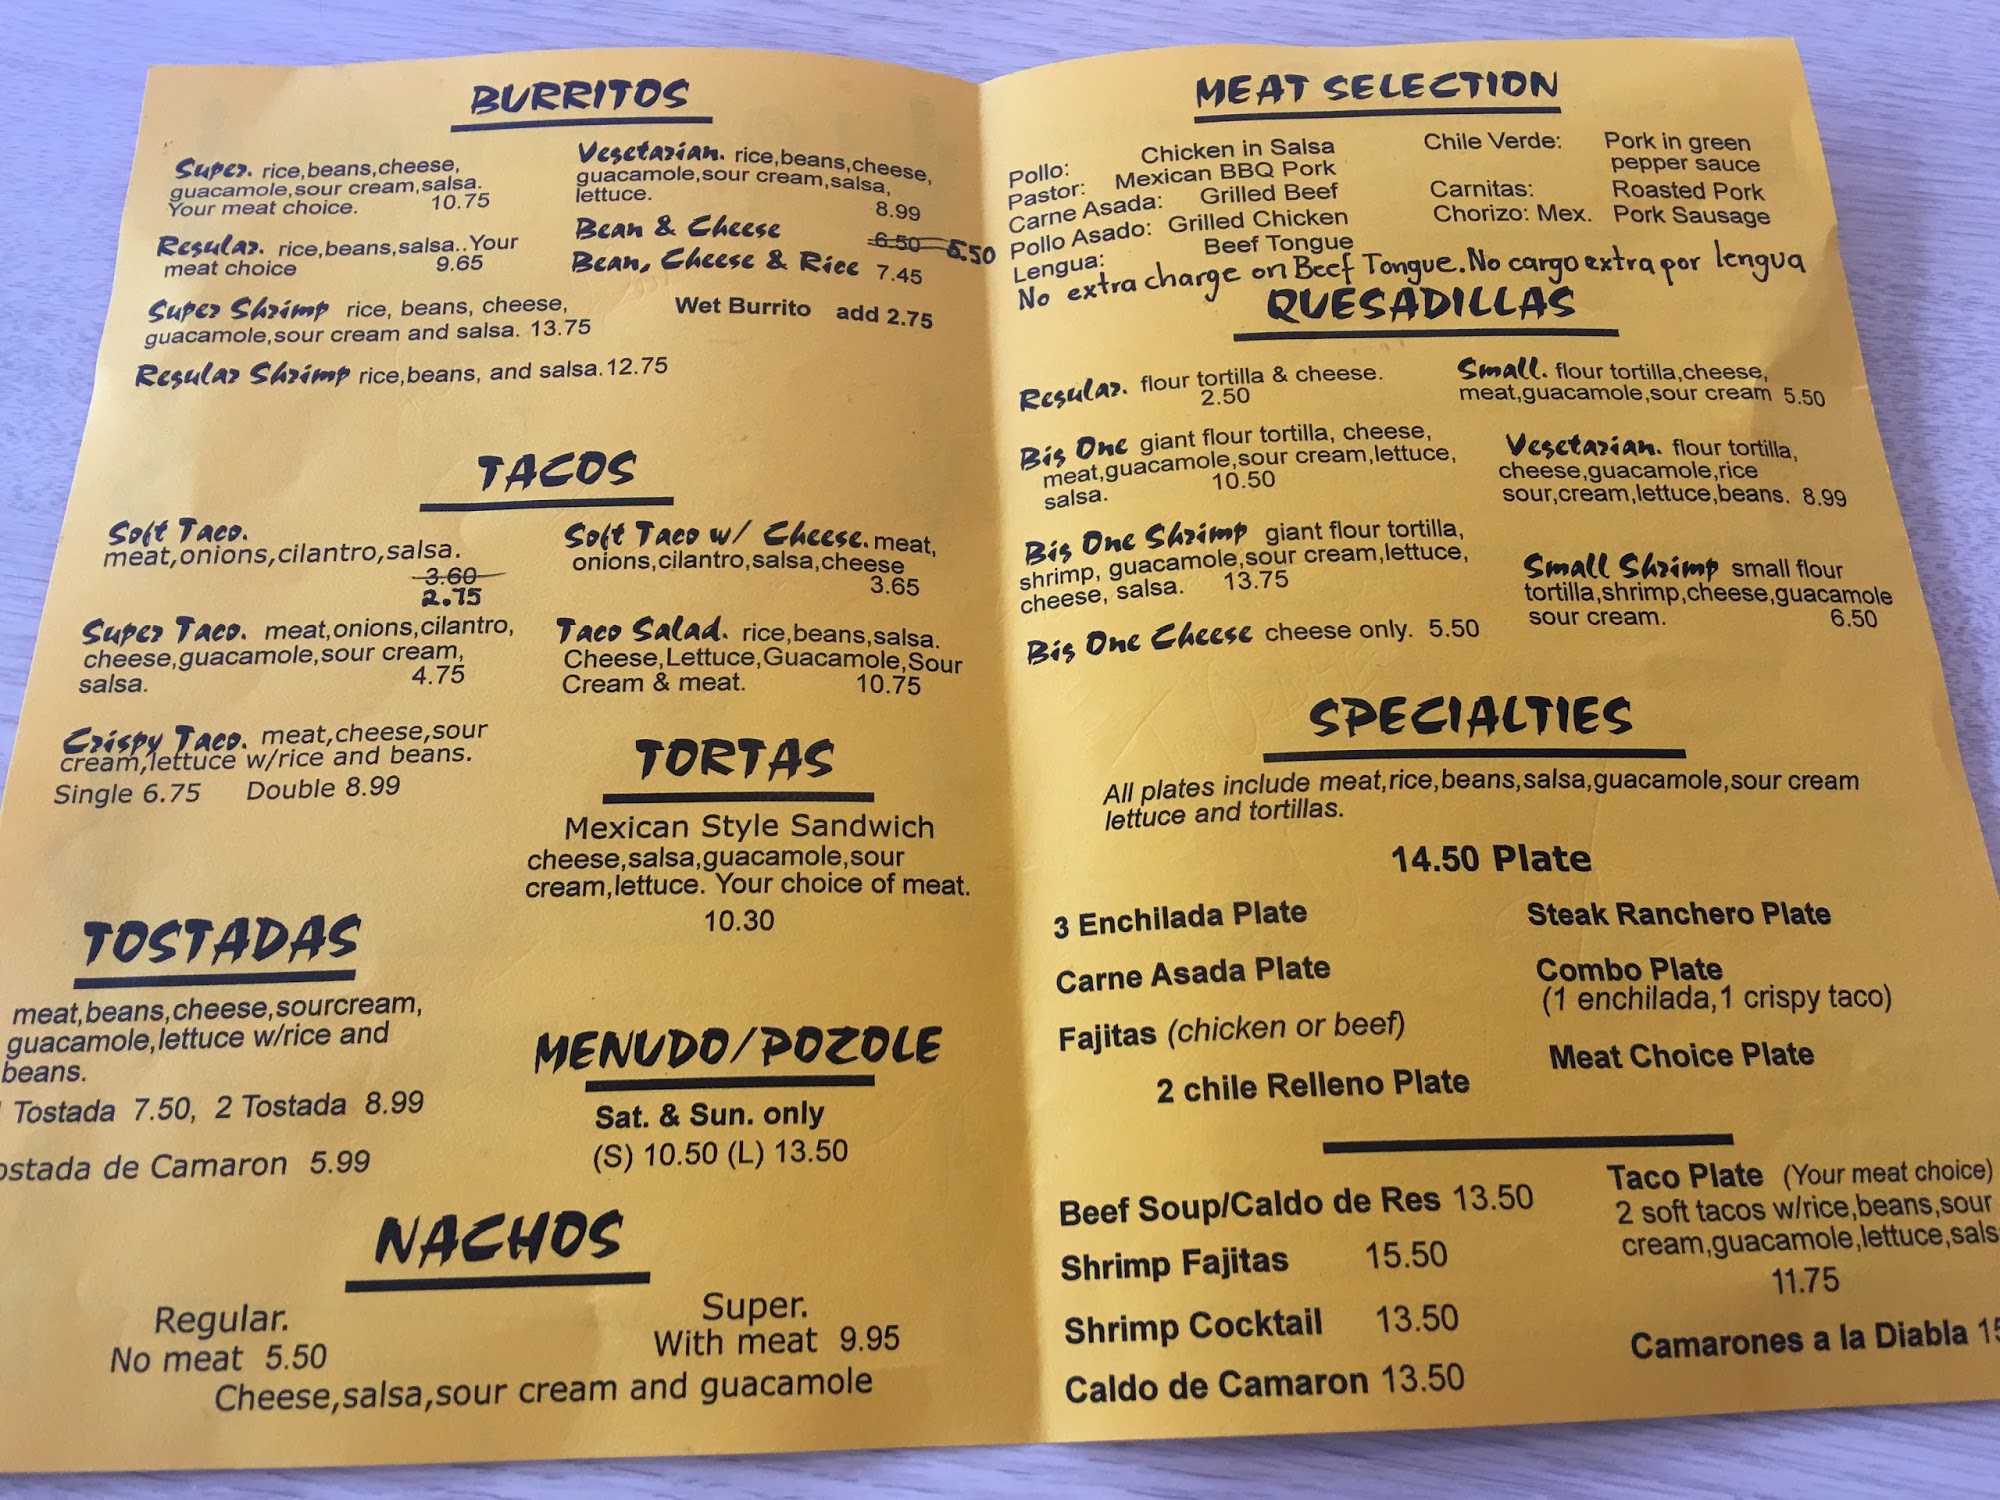 BURRITOS
Super. rice,beans,cheese,
guacamole,sour cream,salsa.
Your meat choice. 10.75
Regular. rice,beans,salsa..Your
meat choice 9.65
Super Shrimp rice, beans, cheese,
guacamole,sour cream and salsa. 13.75
Regular Shrimp rice,beans, and salsa.12.75
Vegetarian. rice,beans,cheese,
guacamole,sour cream,salsa,
lettuce. 8.99
Bean & Cheese 6.50 5.50
Bean, Cheese & Rice 7.45
Wet Burrito add 2.75
TACOS
Soft Taco.
meat,onions,cilantro,salsa.
3.60
2.75
Super Taco. meat,onions,cilantro,
cheese,guacamole,sour cream,
salsa. 4.75
Crispy Taco. meat,cheese,sour
cream,lettuce w/rice and beans.
Single 6.75 Double 8.99
Soft Taco w/ Cheese. meat,
onions,cilantro,salsa,cheese
3.65
Taco Salad. rice,beans,salsa.
Cheese,Lettuce,Guacamole,Sour
Cream & meat. 10.75
TORTAS
Mexican Style Sandwich
cheese,salsa,guacamole,sour
cream,lettuce. Your choice of meat.
10.30
TOSTADAS
meat,beans,cheese,sourcream,
guacamole,lettuce w/rice and
beans.
Tostada 7.50, 2 Tostada 8.99
ostada de Camaron 5.99
MENUDO/POZOLE
Sat. & Sun. only
(S) 10.50 (L) 13.50
NACHOS
Regular.
No meat 5.50
Super.
With meat 9.95
Cheese,salsa,sour cream and guacamole
MEAT SELECTION
Pollo: Chicken in Salsa
Pastor: Mexican BBQ Pork
Carne Asada: Grilled Beef
Pollo Asado: Grilled Chicken
Lengua: Beef Tongue
Chile Verde: Pork in green
pepper sauce
Carnitas: Roasted Pork
Chorizo: Mex. Pork Sausage
No extra charge on Beef Tongue. No cargo extra por lengua
QUESADILLAS
Regular. flour tortilla & cheese.
2.50
Big One giant flour tortilla, cheese,
meat,guacamole,sour cream,lettuce,
salsa. 10.50
Big One Shrimp giant flour tortilla,
shrimp, guacamole,sour cream,lettuce,
cheese, salsa. 13.75
Big One Cheese cheese only. 5.50
Small. flour tortilla,cheese,
meat,guacamole,sour cream 5.50
Vegetarian. flour tortilla,
cheese,guacamole,rice
sour,cream,lettuce,beans. 8.99
Small Shrimp small flour
tortilla,shrimp,cheese,guacamole
sour cream. 6.50
SPECIALTIES
All plates include meat,rice,beans,salsa,guacamole,sour cream
lettuce and tortillas.
14.50 Plate
3 Enchilada Plate
Carne Asada Plate
Fajitas (chicken or beef)
2 chile Relleno Plate
Steak Ranchero Plate
Combo Plate
(1 enchilada,1 crispy taco)
Meat Choice Plate
Beef Soup/Caldo de Res 13.50
Shrimp Fajitas 15.50
Shrimp Cocktail 13.50
Caldo de Camaron 13.50
Taco Plate (Your meat choice)
2 soft tacos w/rice,beans,sour
cream,guacamole,lettuce,sals
11.75
Camarones a la Diabla